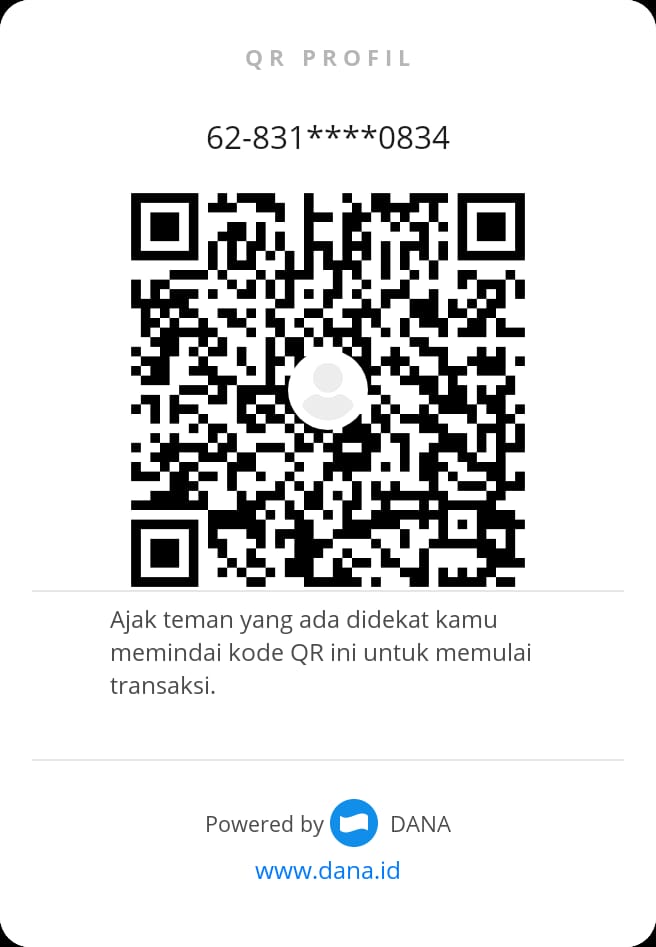 QR PROFIL
62-831****0834
Ajak teman yang ada didekat kamu
memindai kode QR ini untuk memulai
transaksi.
Powered by DANA
www.dana.id